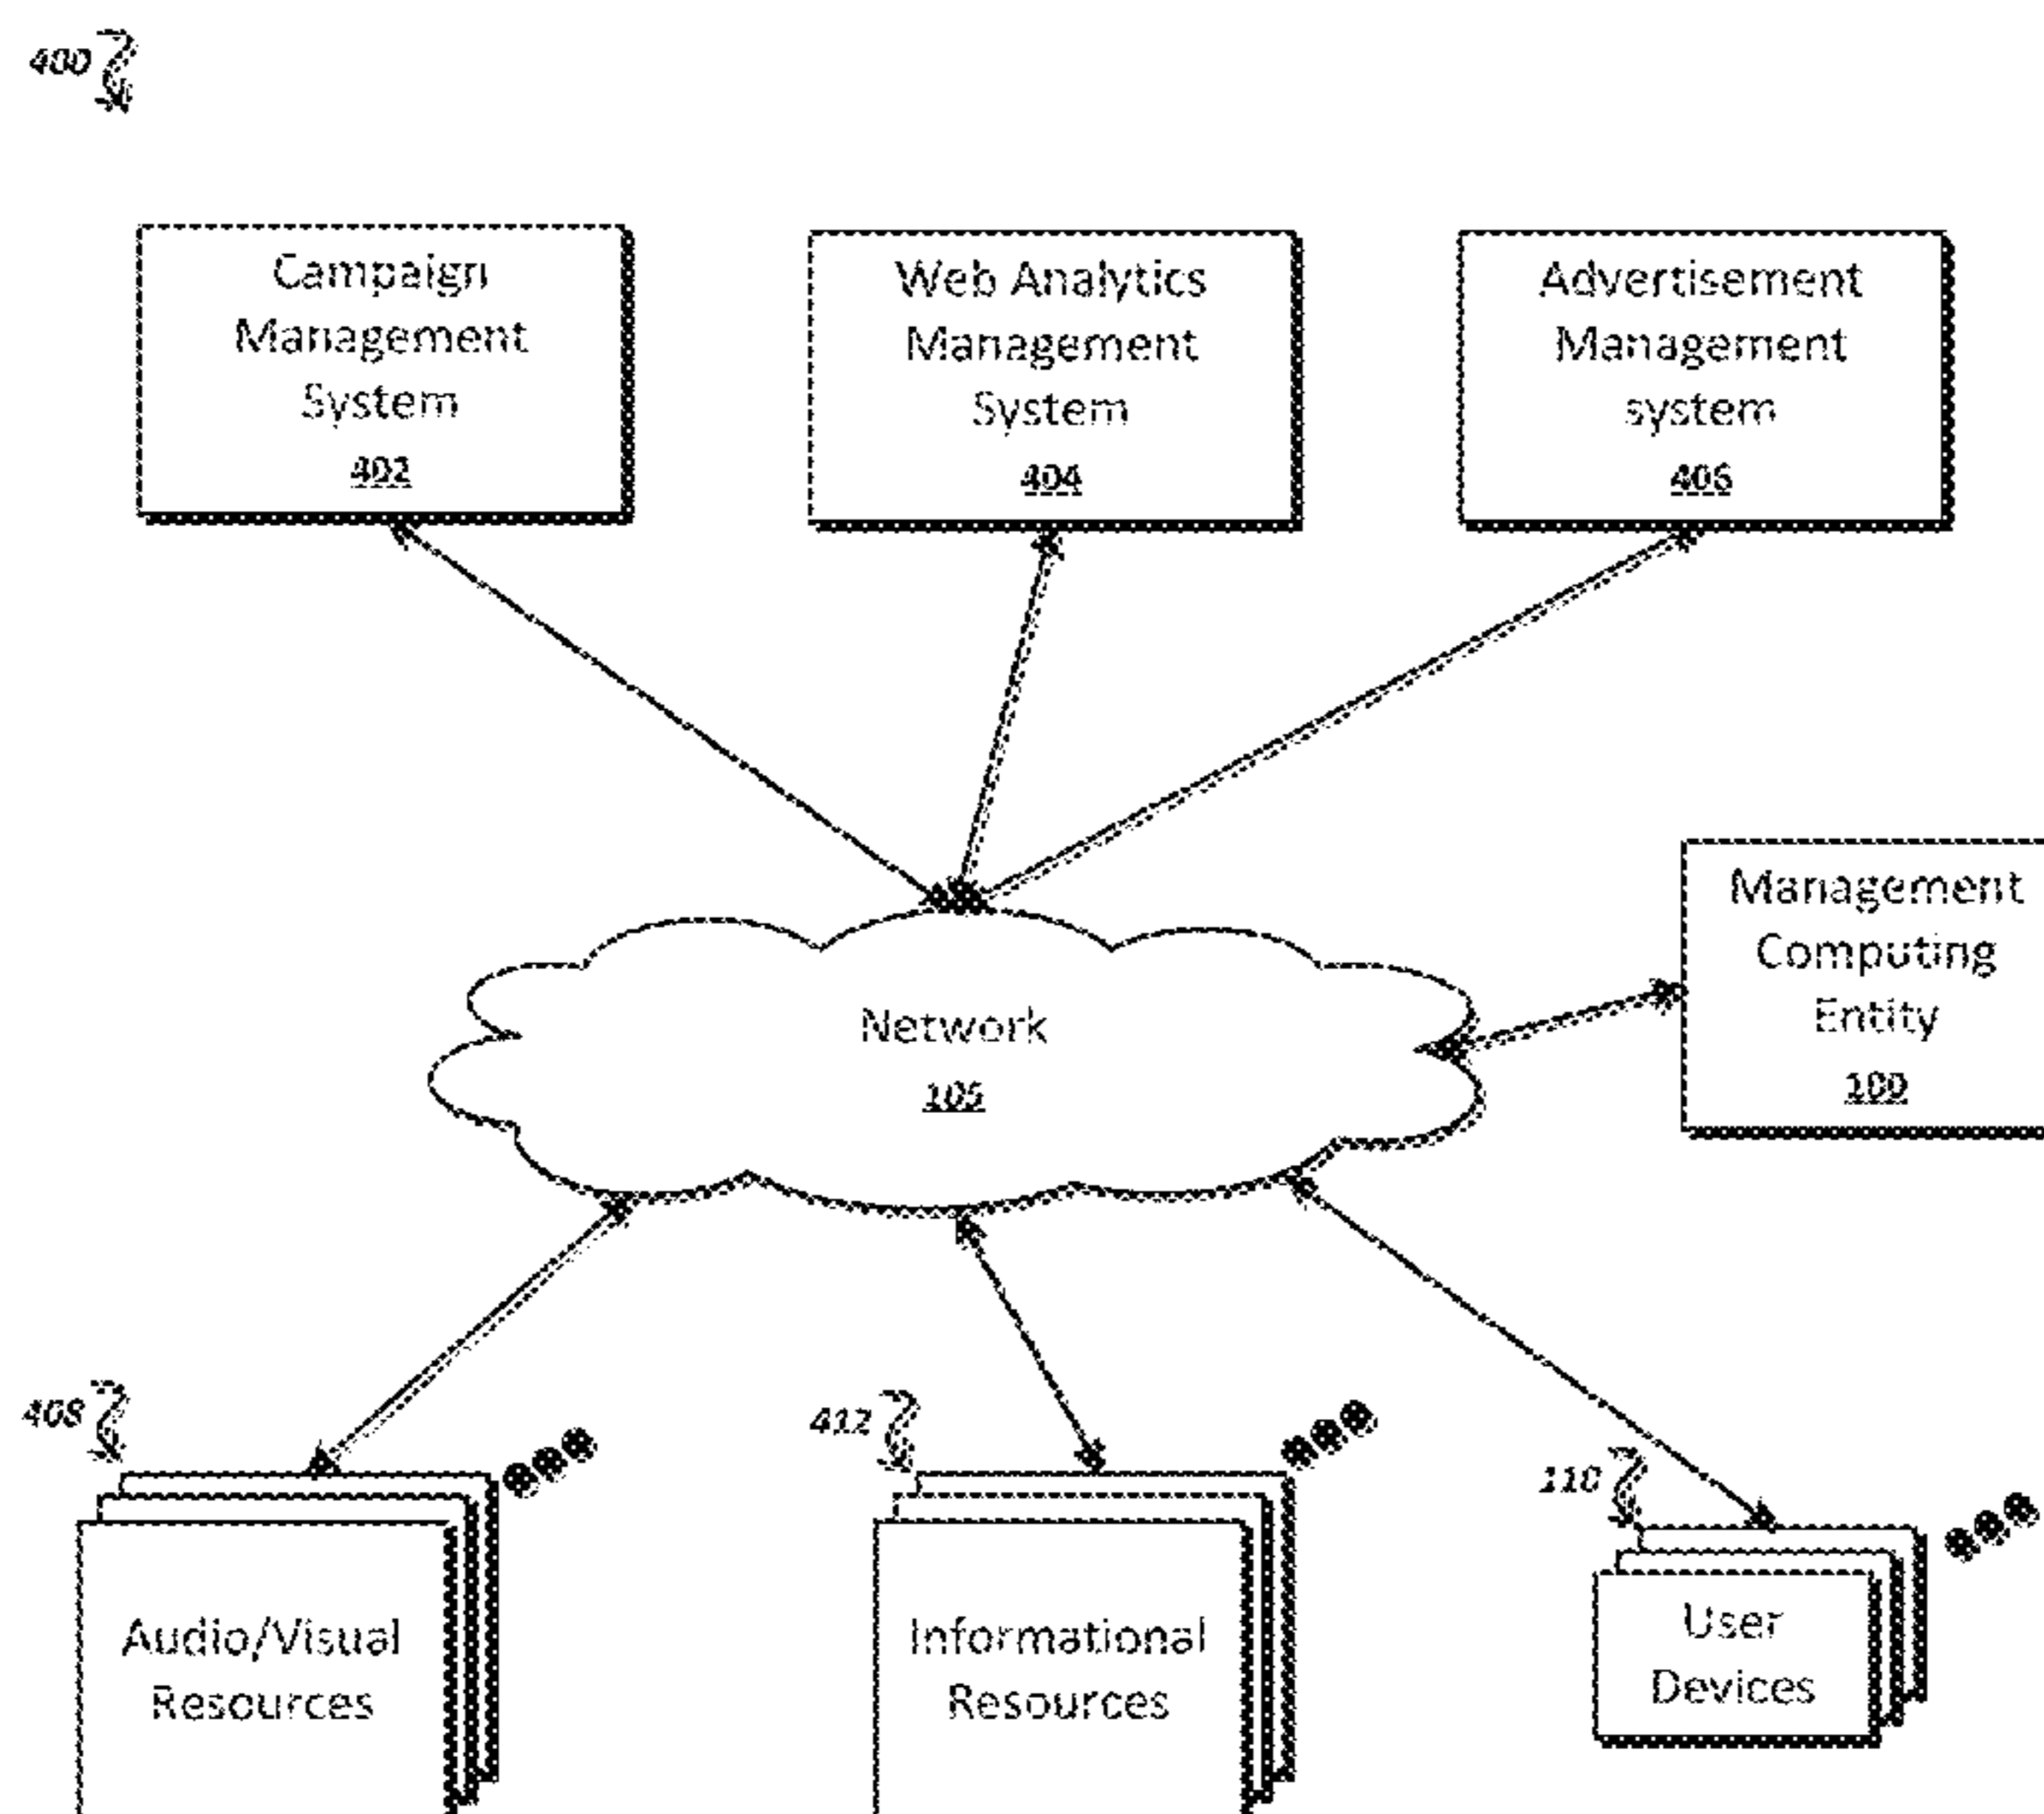 400
Campaign
Management
System
402
Web Analytics
Management
System
404
Advertisement
Management
system
406
Management
Computing
Entity
100
Network
105
408
412
110
Audio/Visual
Resources
Informational
Resources
User
Devices